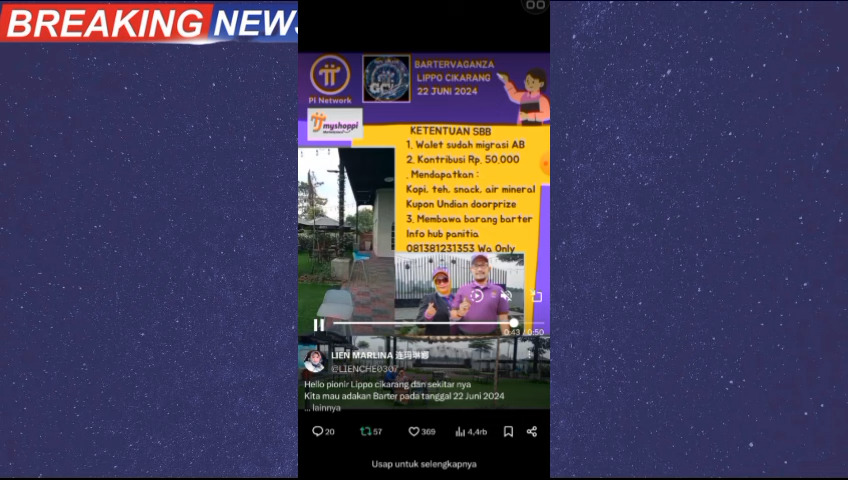 BREAKING NEWS
BARTERVAGANZA
LIPPO CIKARANG
22 JUNI 2024
Pi Network
GCV
myshoppi
KETENTUAN SBB
1. Walet sudah migrasi AB
2. Kontribusi Rp. 50,000
. Mendapatkan :
Kopi, teh, snack, air mineral
Kupon Undian doorprize
3. Membawa barang barter
Info hub panitia
081381231353 Wa Only
0:43 / 0:50
LIEN MARLINA
@LIENCHE0307
Hello pionir Lippo cikarang dan sekitar nya
Kita mau adakan Barter pada tanggal 22 Juni 2024
... lainnya
20
57
369
4,4rb
Usap untuk selengkapnya